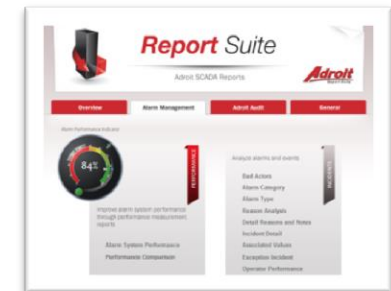 Report Suite
Adroit SCADA Reports
Adroit
Overview
Alarm Management
Adroit Audit
General
Alarm Performance Indicator
84
PERFORMANCE
Improve alarm system performance
through performance measurement
reports
Alarm System Performance
Performance Comparison
Analyze alarms and events
INCIDENTS
Bad Actors
Alarm Category
Alarm Type
Reason Analysis
Detail Reasons and Notes
Incident Detail
Associated Values
Exception Incident
Operator Performance